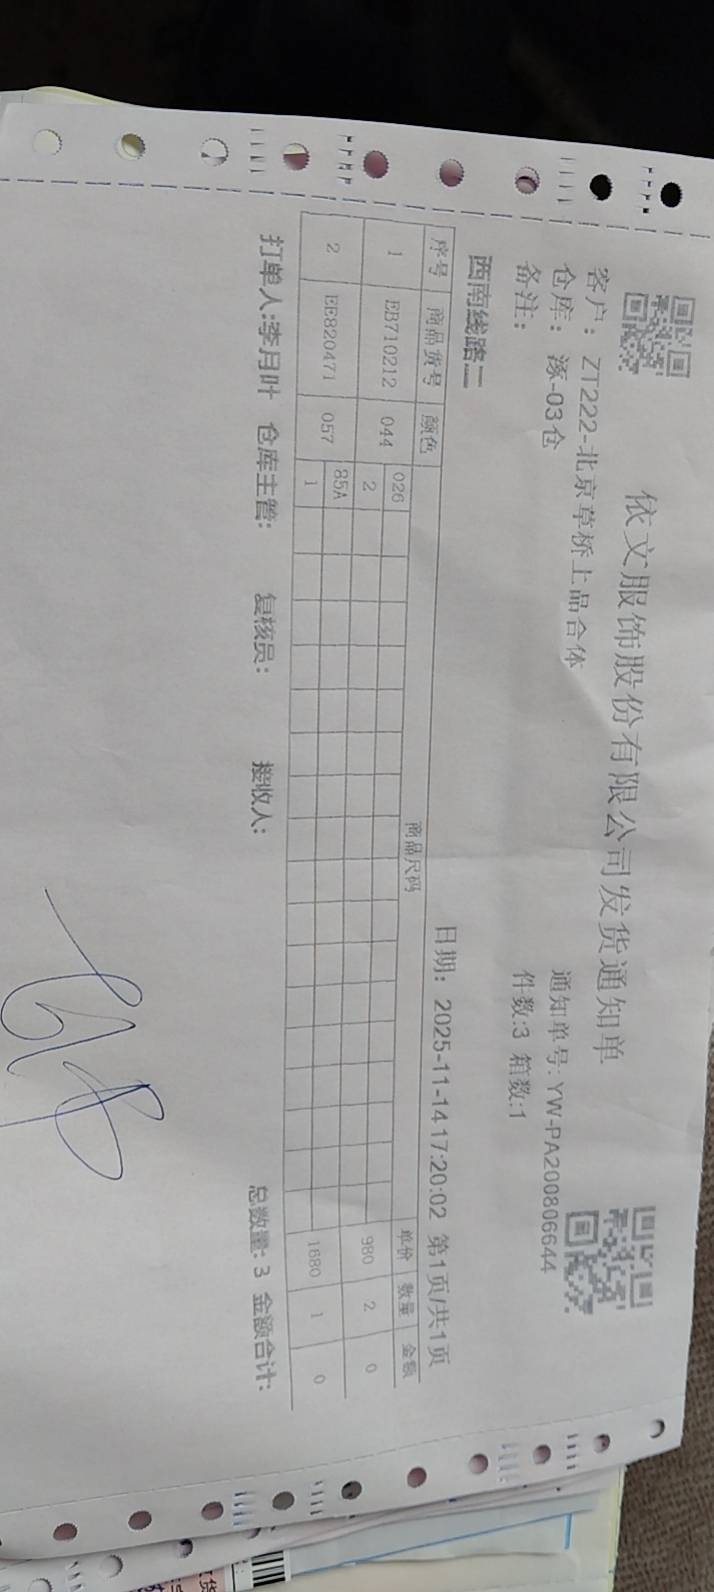 依文服饰股份有限公司发货通知单
客户：ZT222-北京草桥上品合体
通知单号: YW-PA200806644
仓库：涿-03仓
件数:3 箱数:1
备注：
日期：2025-11-14 17:20:02 第1页/共1页
西南线路二
序号 商品货号 颜色 商品尺码 单价 数量 金额
1 EB710212 044 026 2 980 2 0
2 EE820471 057 85A 1 1680 1 0
打单人:李月叶 仓库主管: 复核员: 接收人: 总数量: 3 金额合计: